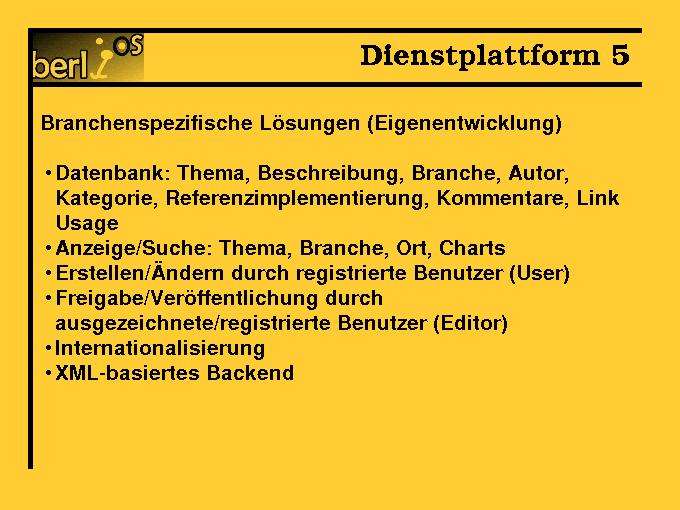 berlios
Dienstplattform 5
Branchenspezifische Lösungen (Eigenentwicklung)
• Datenbank: Thema, Beschreibung, Branche, Autor,
Kategorie, Referenzimplementierung, Kommentare, Link
Usage
• Anzeige/Suche: Thema, Branche, Ort, Charts
• Erstellen/Ändern durch registrierte Benutzer (User)
• Freigabe/Veröffentlichung durch
ausgezeichnete/registrierte Benutzer (Editor)
• Internationalisierung
• XML-basiertes Backend